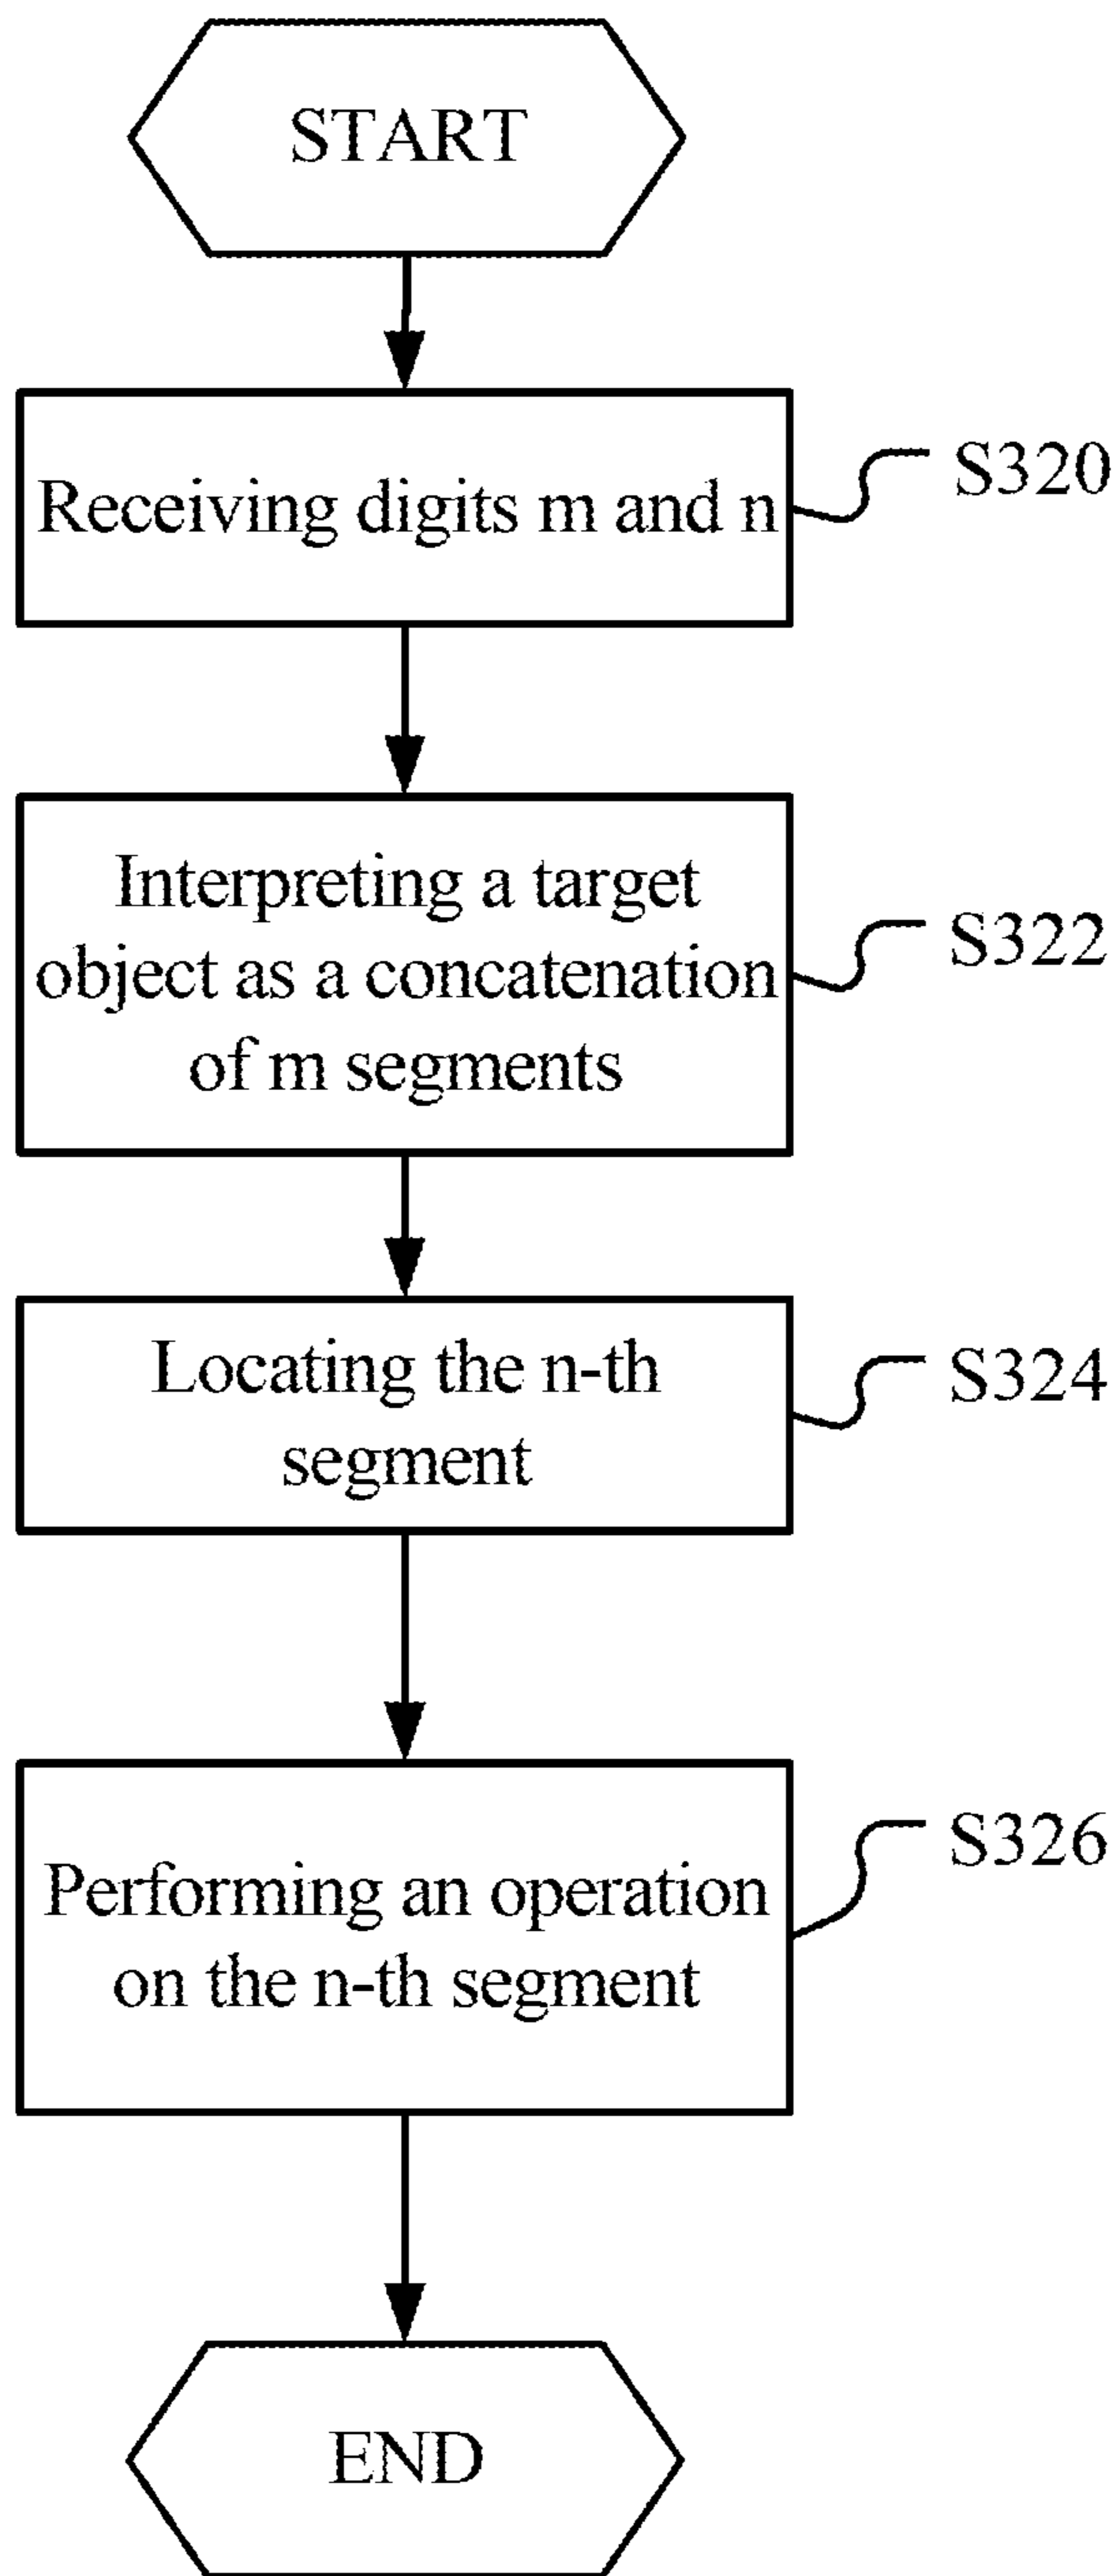 START
Receiving digits m and n
S320
Interpreting a target
object as a concatenation
of m segments
S322
Locating the n-th
segment
S324
Performing an operation
on the n-th segment
S326
END